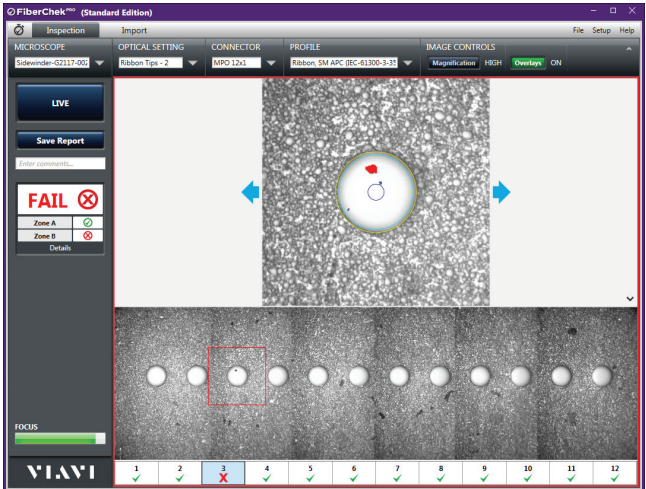 FiberChekPRO (Standard Edition)
Inspection Import File Setup Help
MICROSCOPE OPTICAL SETTING CONNECTOR PROFILE IMAGE CONTROLS
Sidewinder-G2117-002 Ribbon Tips - 2 MPO 12x1 Ribbon, SM APC (IEC-61300-3-35 Magnification HIGH Overlays ON
LIVE
Save Report
Enter comments...
FAIL
Zone A
Zone B
Details
FOCUS
VIAVI
1 2 3 4 5 6 7 8 9 10 11 12